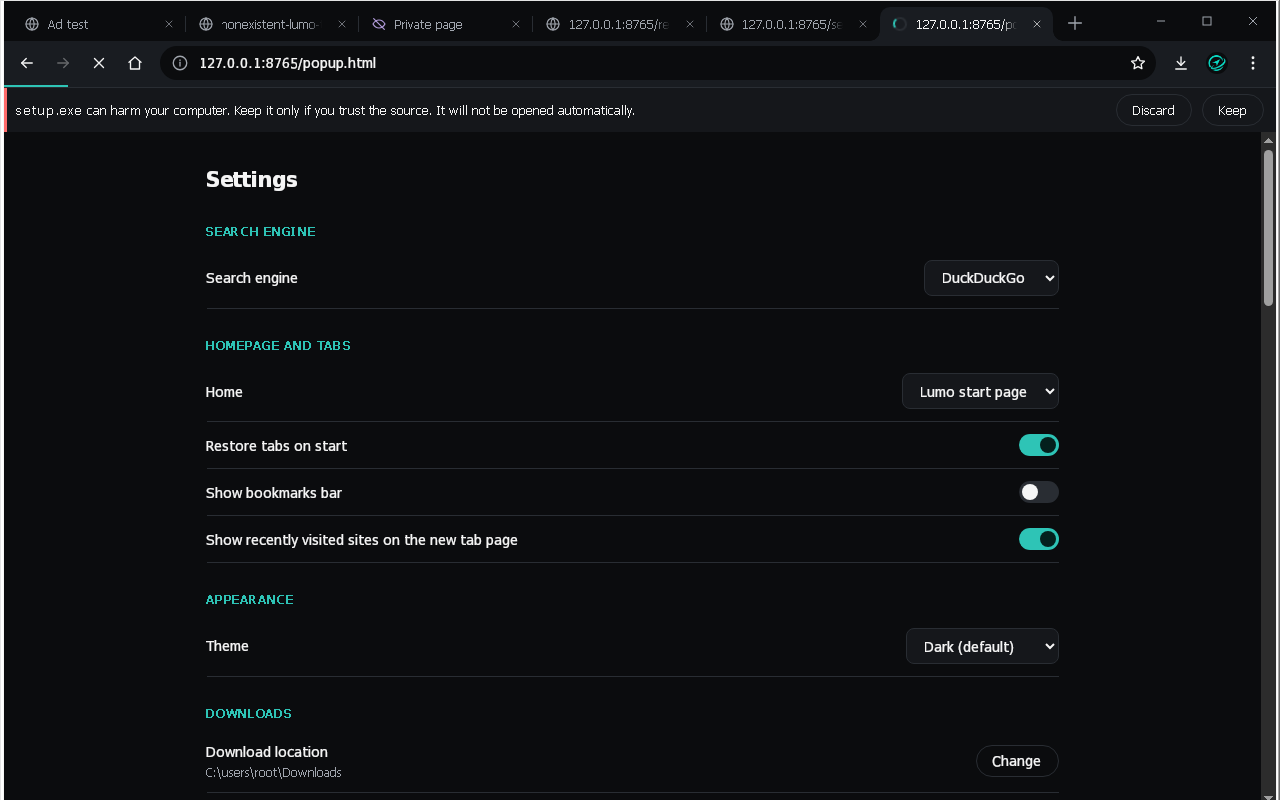 Ad test
nonexistent-lumo-
Private page
127.0.0.1:8765/re
127.0.0.1:8765/se
127.0.0.1:8765/po
127.0.0.1:8765/popup.html
setup.exe can harm your computer. Keep it only if you trust the source. It will not be opened automatically.
Discard
Keep
Settings
SEARCH ENGINE
Search engine
DuckDuckGo
HOMEPAGE AND TABS
Home
Lumo start page
Restore tabs on start
Show bookmarks bar
Show recently visited sites on the new tab page
APPEARANCE
Theme
Dark (default)
DOWNLOADS
Download location
C:\users\root\Downloads
Change